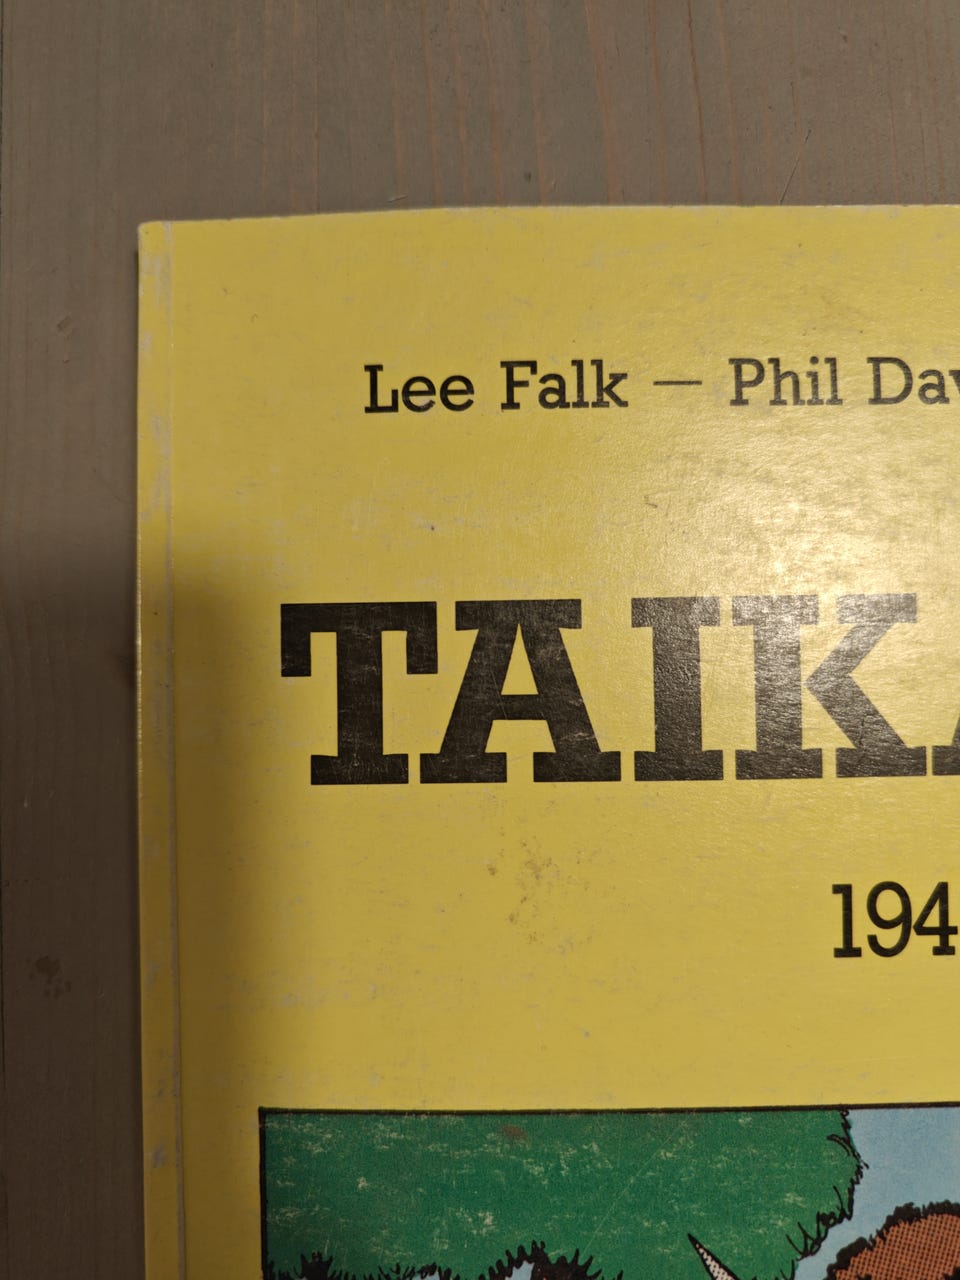 Lee Falk — Phil Dav
TAIKA
194